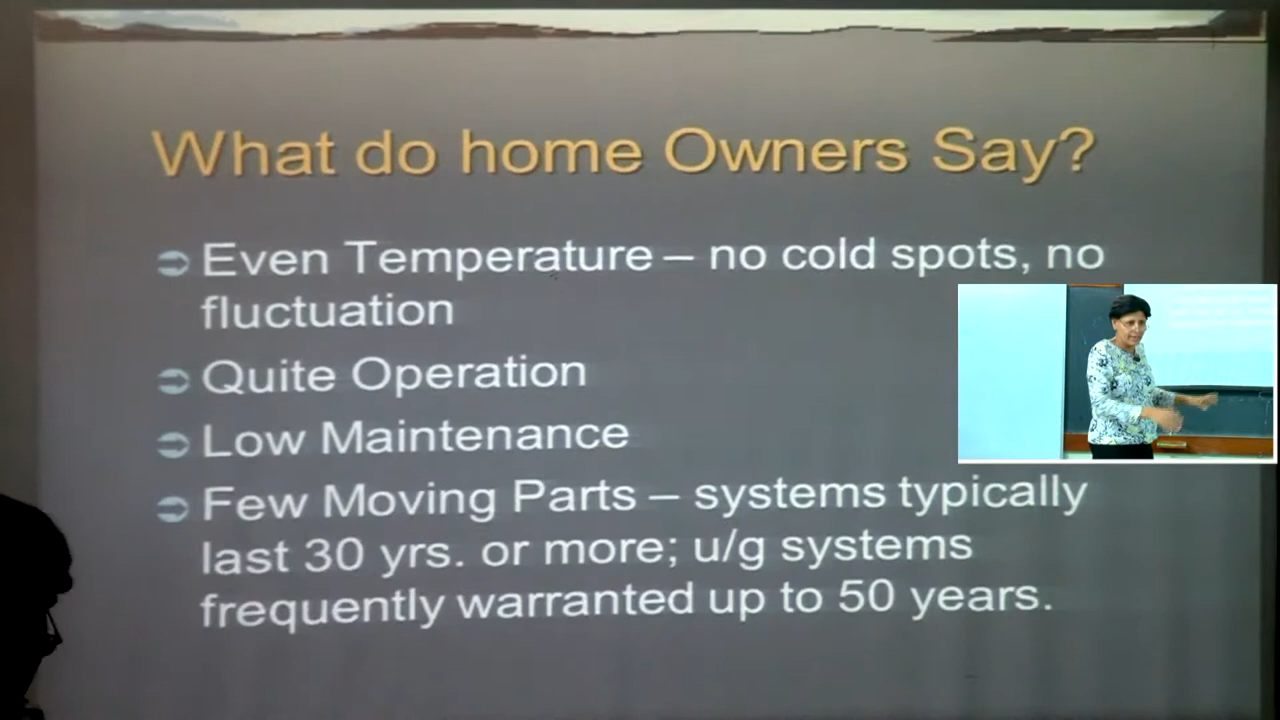 What do home Owners Say?
Even Temperature – no cold spots, no
fluctuation
Quite Operation
Low Maintenance
Few Moving Parts – systems typically
last 30 yrs. or more; u/g systems
frequently warranted up to 50 years.